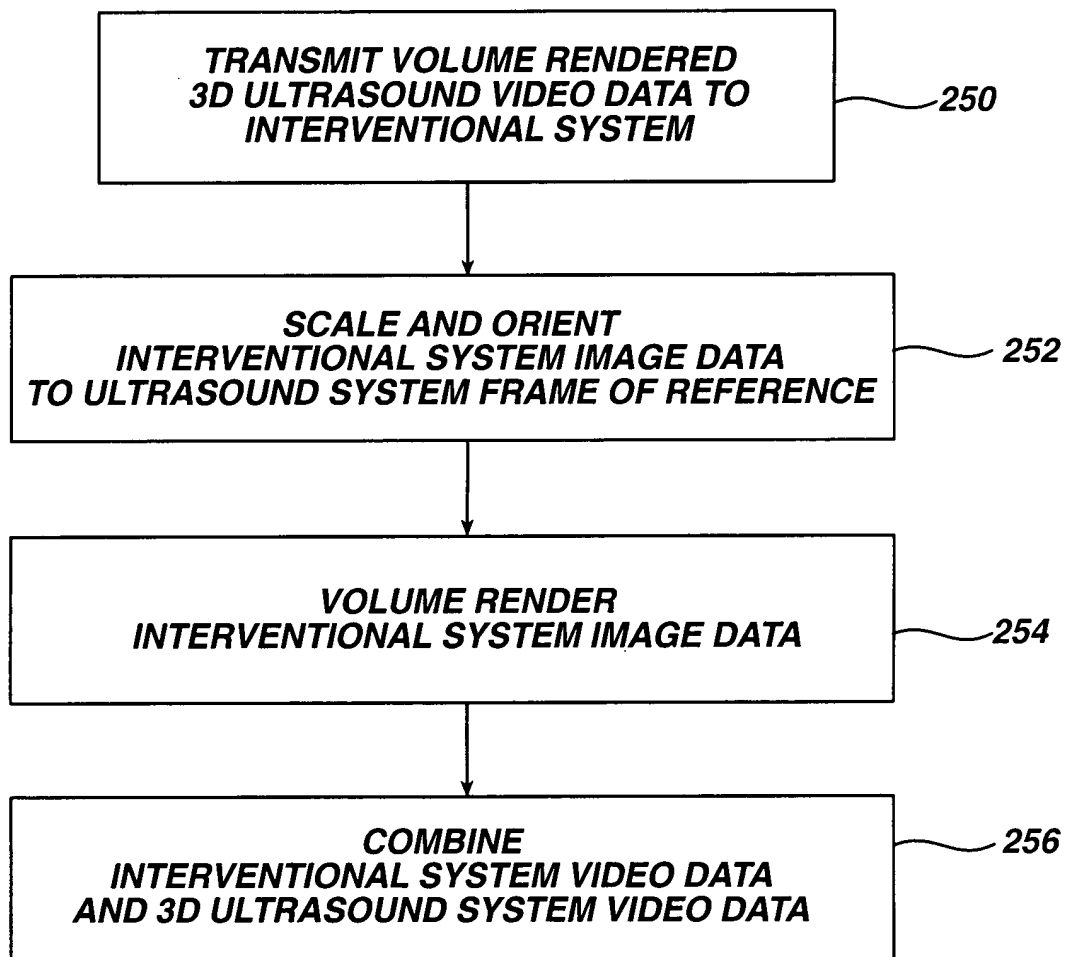 TRANSMIT VOLUME RENDERED
3D ULTRASOUND VIDEO DATA TO
INTERVENTIONAL SYSTEM
250
SCALE AND ORIENT
INTERVENTIONAL SYSTEM IMAGE DATA
TO ULTRASOUND SYSTEM FRAME OF REFERENCE
252
VOLUME RENDER
INTERVENTIONAL SYSTEM IMAGE DATA
254
COMBINE
INTERVENTIONAL SYSTEM VIDEO DATA
AND 3D ULTRASOUND SYSTEM VIDEO DATA
256